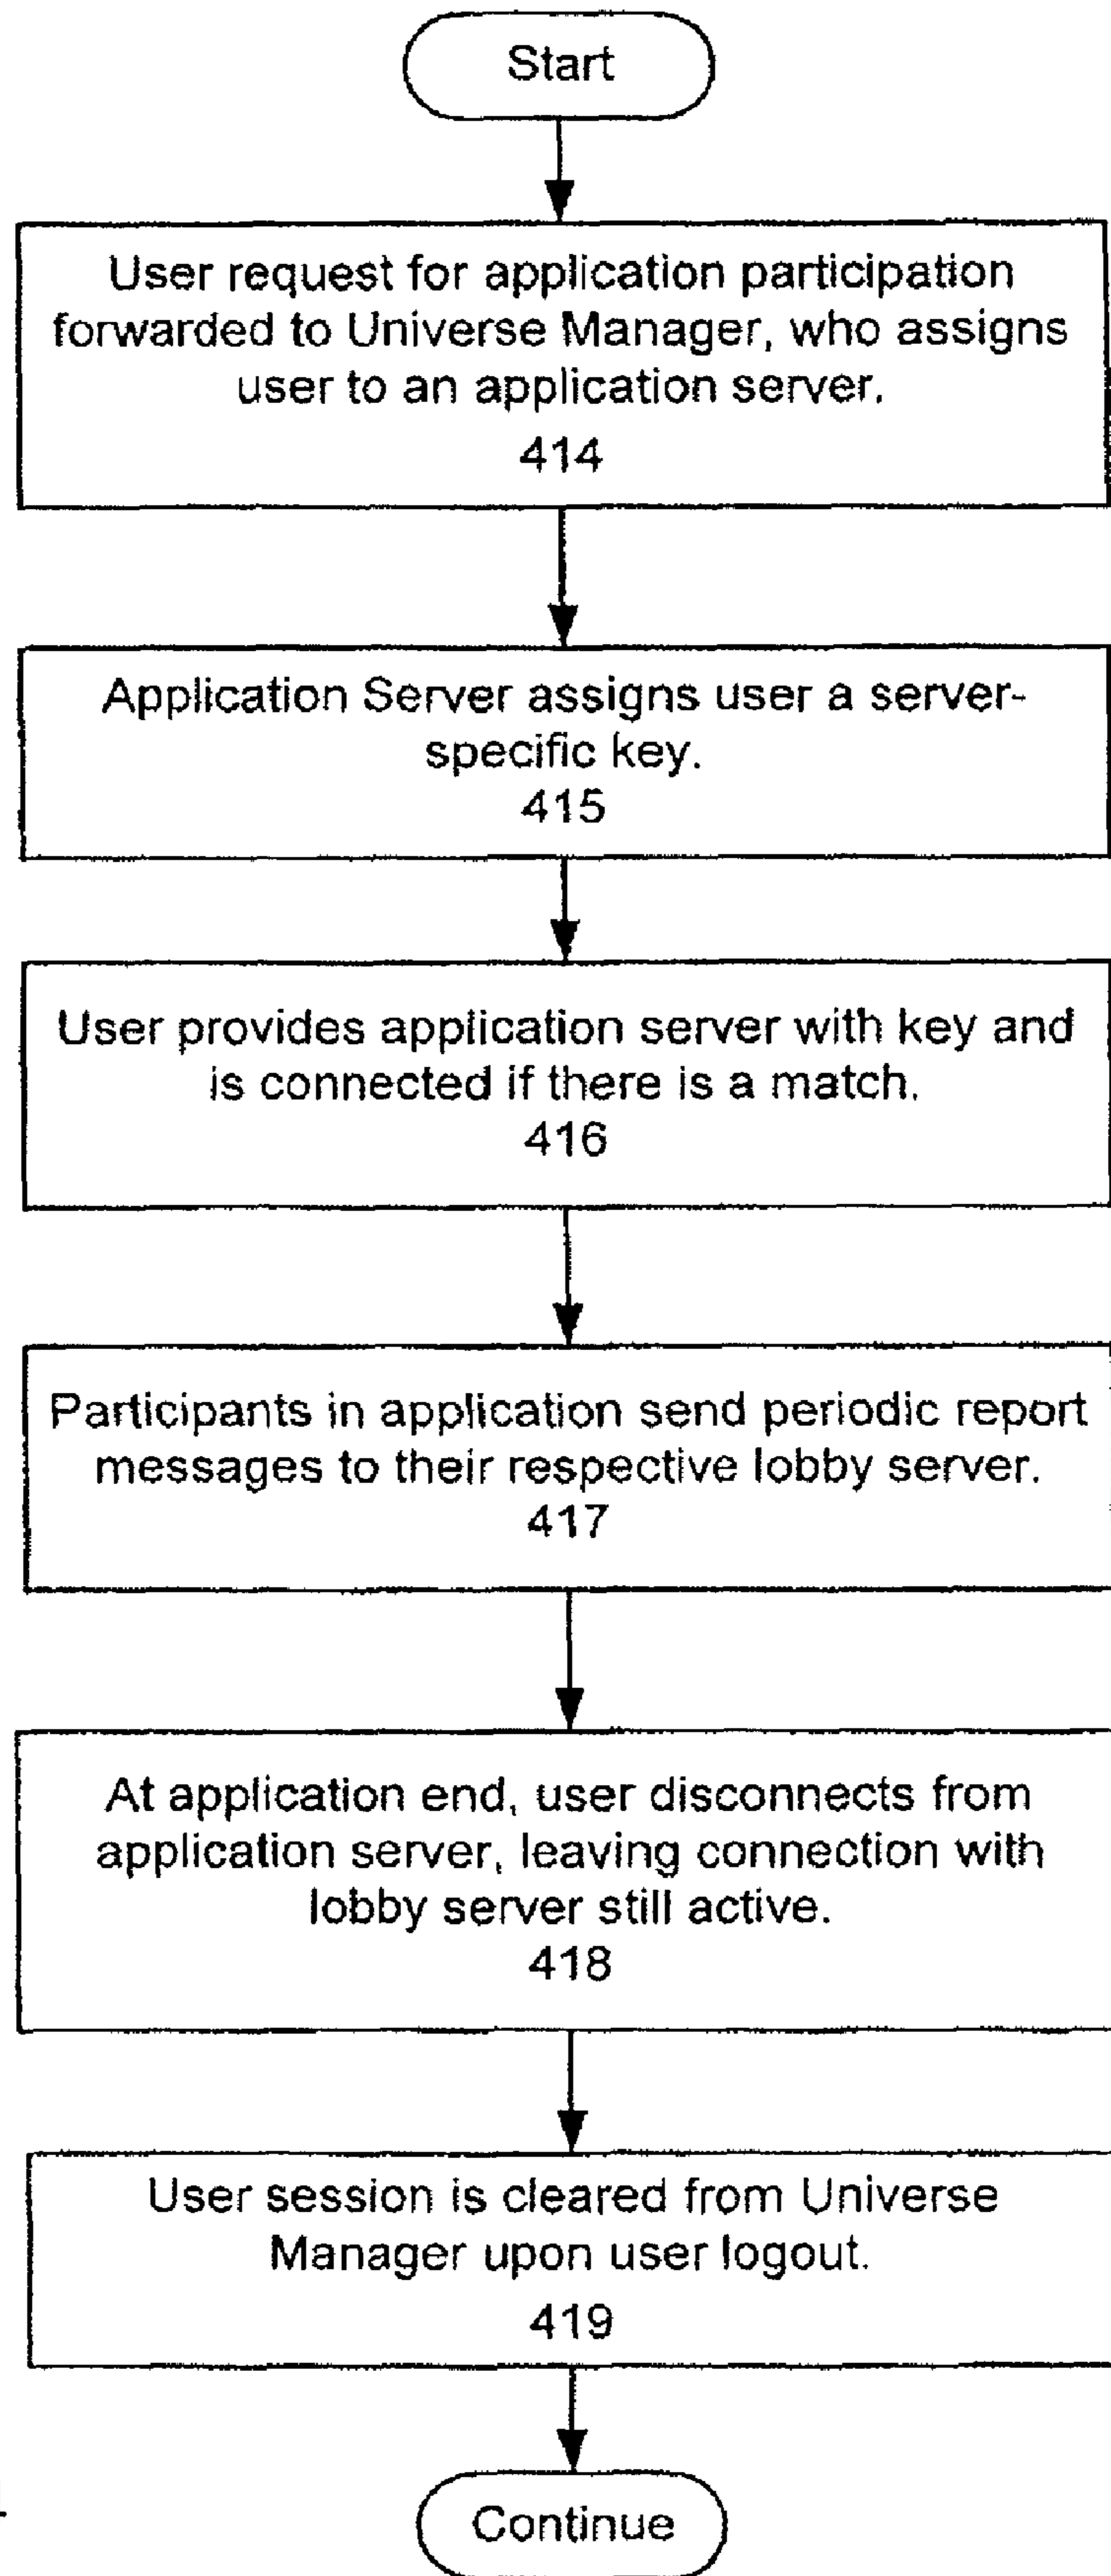 Start
User request for application participation
forwarded to Universe Manager, who assigns
user to an application server.
414
Application Server assigns user a server-
specific key.
415
User provides application server with key and
is connected if there is a match.
416
Participants in application send periodic report
messages to their respective lobby server.
417
At application end, user disconnects from
application server, leaving connection with
lobby server still active.
418
User session is cleared from Universe
Manager upon user logout.
419
Continue